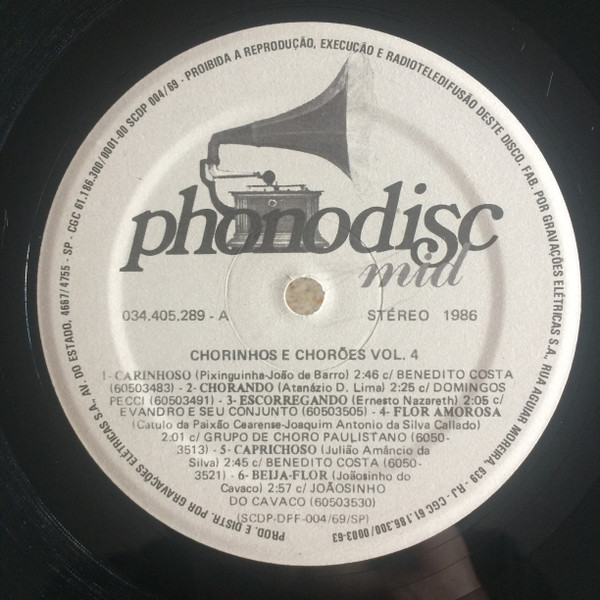 phonodisc
mid
034.405.289 - A
STÉREO 1986
CHORINHOS E CHORÕES VOL. 4
1- CARINHOSO (Pixinguinha-João de Barro) 2:46 c/ BENEDITO COSTA
(60503483) - 2- CHORANDO (Atanázio D. Lima) 2:25 c/ DOMINGOS
PECCI (60503491) - 3- ESCORREGANDO (Ernesto Nazareth) 2:05 c/
EVANDRO E SEU CONJUNTO (60503505) - 4- FLOR AMOROSA
(Catulo da Paixão Cearense-Joaquim Antonio da Silva Callado)
2:01 c/ GRUPO DE CHORO PAULISTANO (6050-
3513) - 5- CAPRICHOSO (Julião Amâncio da
Silva) 2:45 c/ BENEDITO COSTA (6050-
3521) - 6- BEIJA-FLOR (Joãosinho do
Cavaco) 2:57 c/ JOÃOSINHO
DO CAVACO (60503530)
(SCDP-DFF-004/69/SP)
PROD. E DISTR. POR GRAVAÇÕES ELÉTRICAS S.A., AV. DO ESTADO, 4667/4755 - SP - CGC 61.186.300/0001-00 SCDP 004/69 - PROIBIDA A REPRODUÇÃO, EXECUÇÃO E RADIOTELEDIFUSÃO DESTE DISCO. FAB. POR GRAVAÇÕES ELÉTRICAS S.A., RUA AGUIAR MOREIRA, 639 - RJ - CGC 61.186.300/0003-63